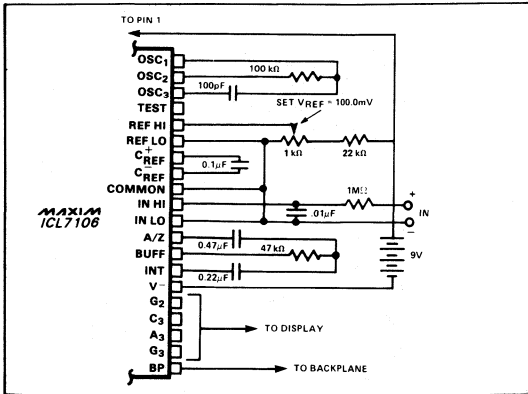 TO PIN 1
OSC1
OSC2
OSC3
TEST
REF HI
REF LO
C+REF
C−REF
COMMON
IN HI
IN LO
A/Z
BUFF
INT
V−
G2
C3
A3
G3
BP
MAXIM
ICL7106
100 kΩ
100pF
SET VREF = 100.0mV
1 kΩ
22 kΩ
0.1µF
1MΩ
.01µF
+
IN
−
0.47µF
47 kΩ
0.22µF
9V
TO DISPLAY
TO BACKPLANE